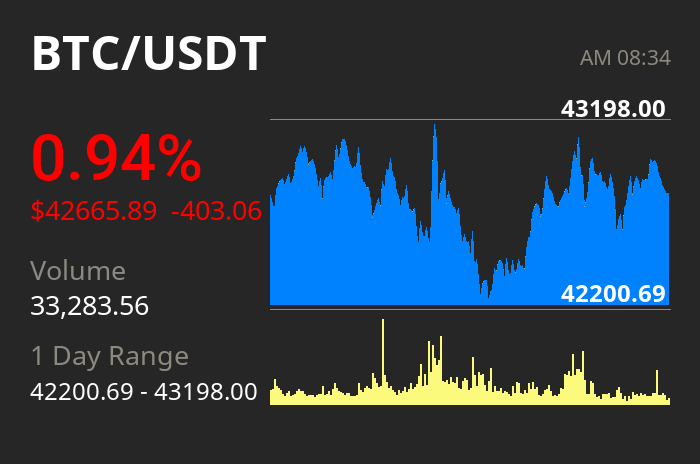 BTC/USDT
AM 08:34
43198.00
0.94%
$42665.89 -403.06
Volume
33,283.56
42200.69
1 Day Range
42200.69 - 43198.00